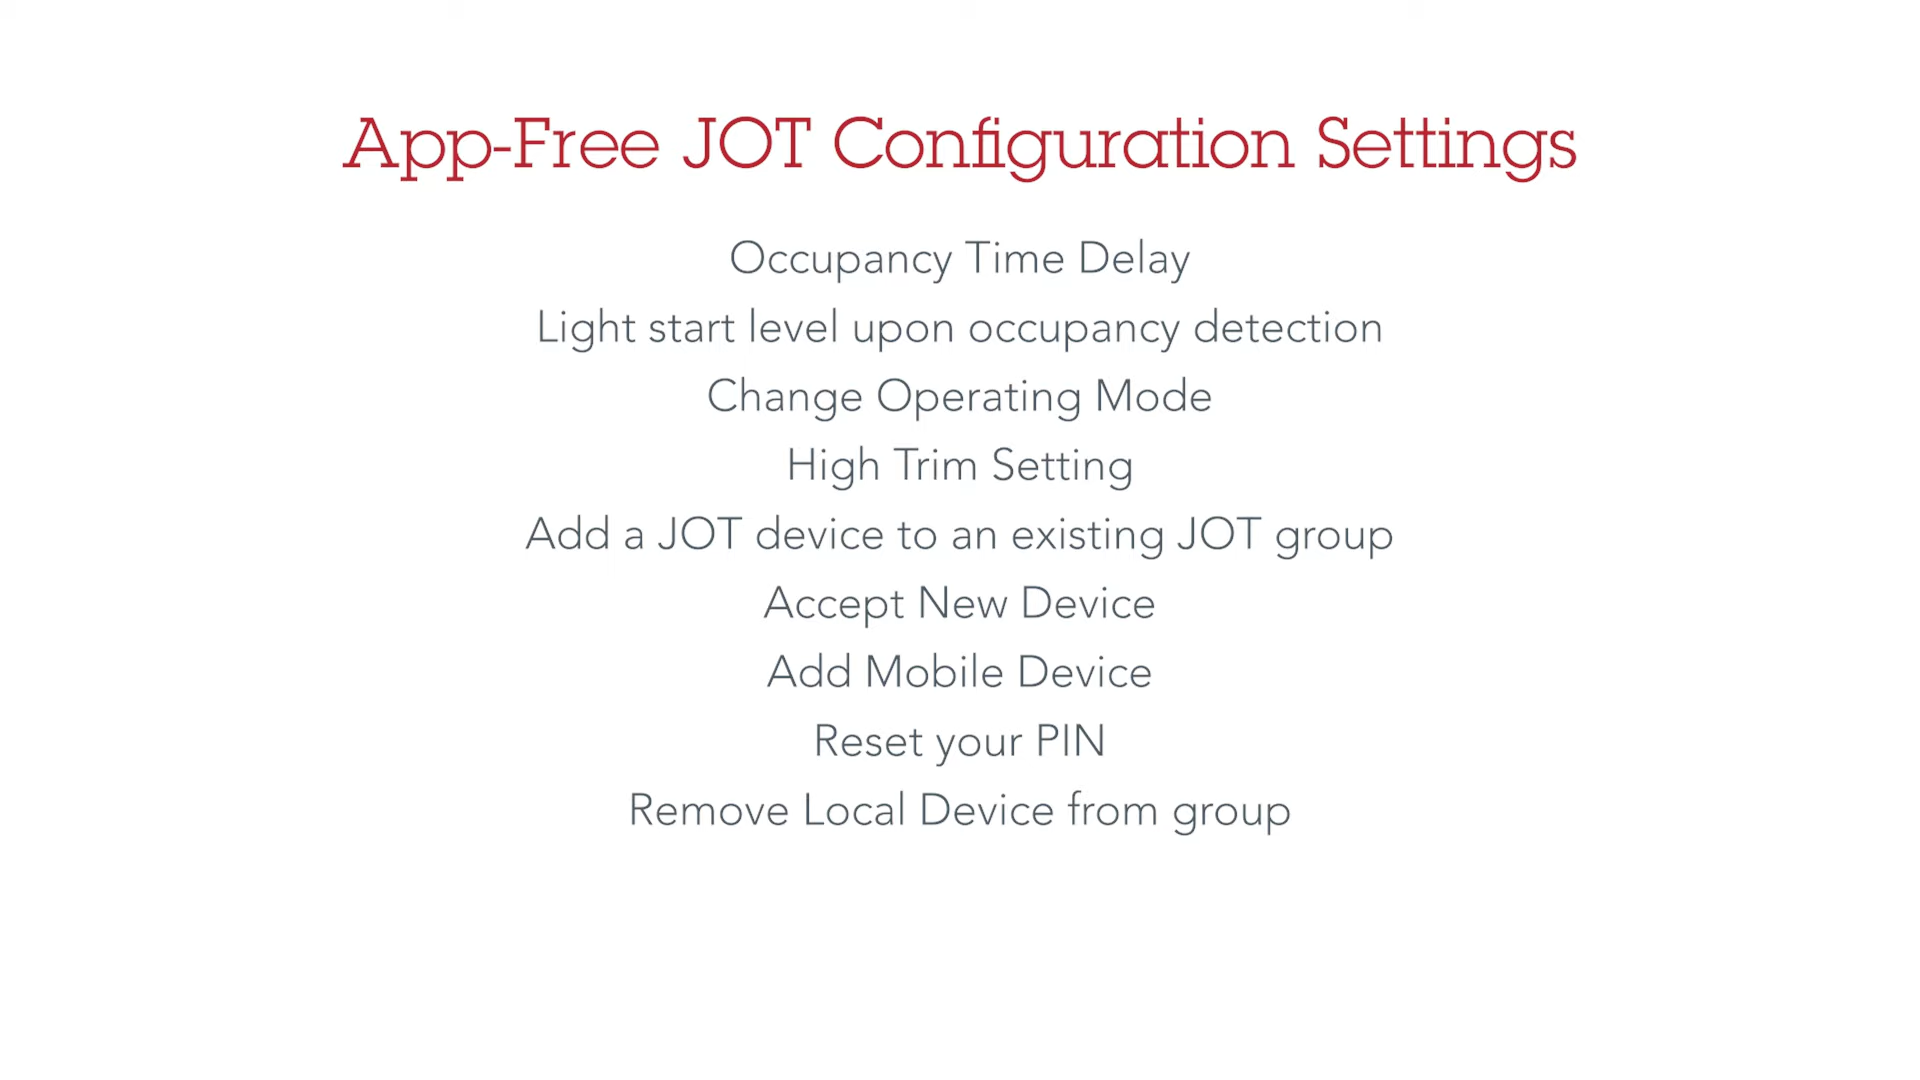 App-Free JOT Configuration Settings
Occupancy Time Delay
Light start level upon occupancy detection
Change Operating Mode
High Trim Setting
Add a JOT device to an existing JOT group
Accept New Device
Add Mobile Device
Reset your PIN
Remove Local Device from group